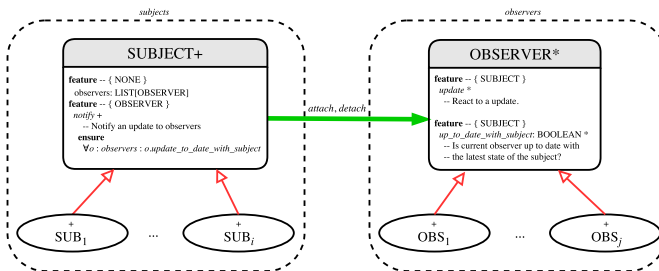 subjects
SUBJECT+
feature -- { NONE }
observers: LIST[OBSERVER]
feature -- { OBSERVER }
notify +
-- Notify an update to observers
ensure
∀o : observers : o.update_to_date_with_subject
+
SUB1
...
+
SUBi
attach, detach
observers
OBSERVER*
feature -- { SUBJECT }
update *
-- React to a update.
feature -- { SUBJECT }
up_to_date_with_subject: BOOLEAN *
-- Is current observer up to date with
-- the latest state of the subject?
+
OBS1
...
+
OBSj